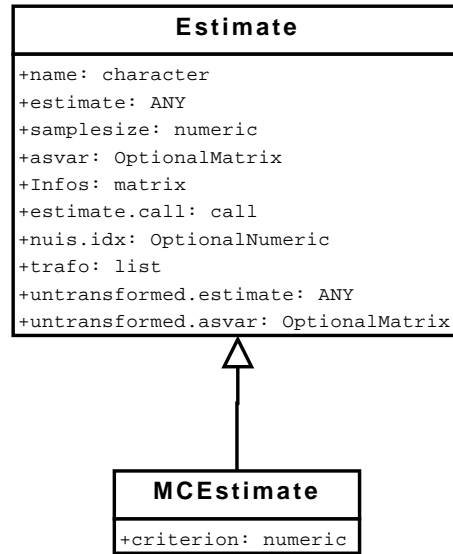 Estimate
+name: character
+estimate: ANY
+samplesize: numeric
+asvar: OptionalMatrix
+Infos: matrix
+estimate.call: call
+nuis.idx: OptionalNumeric
+trafo: list
+untransformed.estimate: ANY
+untransformed.asvar: OptionalMatrix
MCEstimate
+criterion: numeric